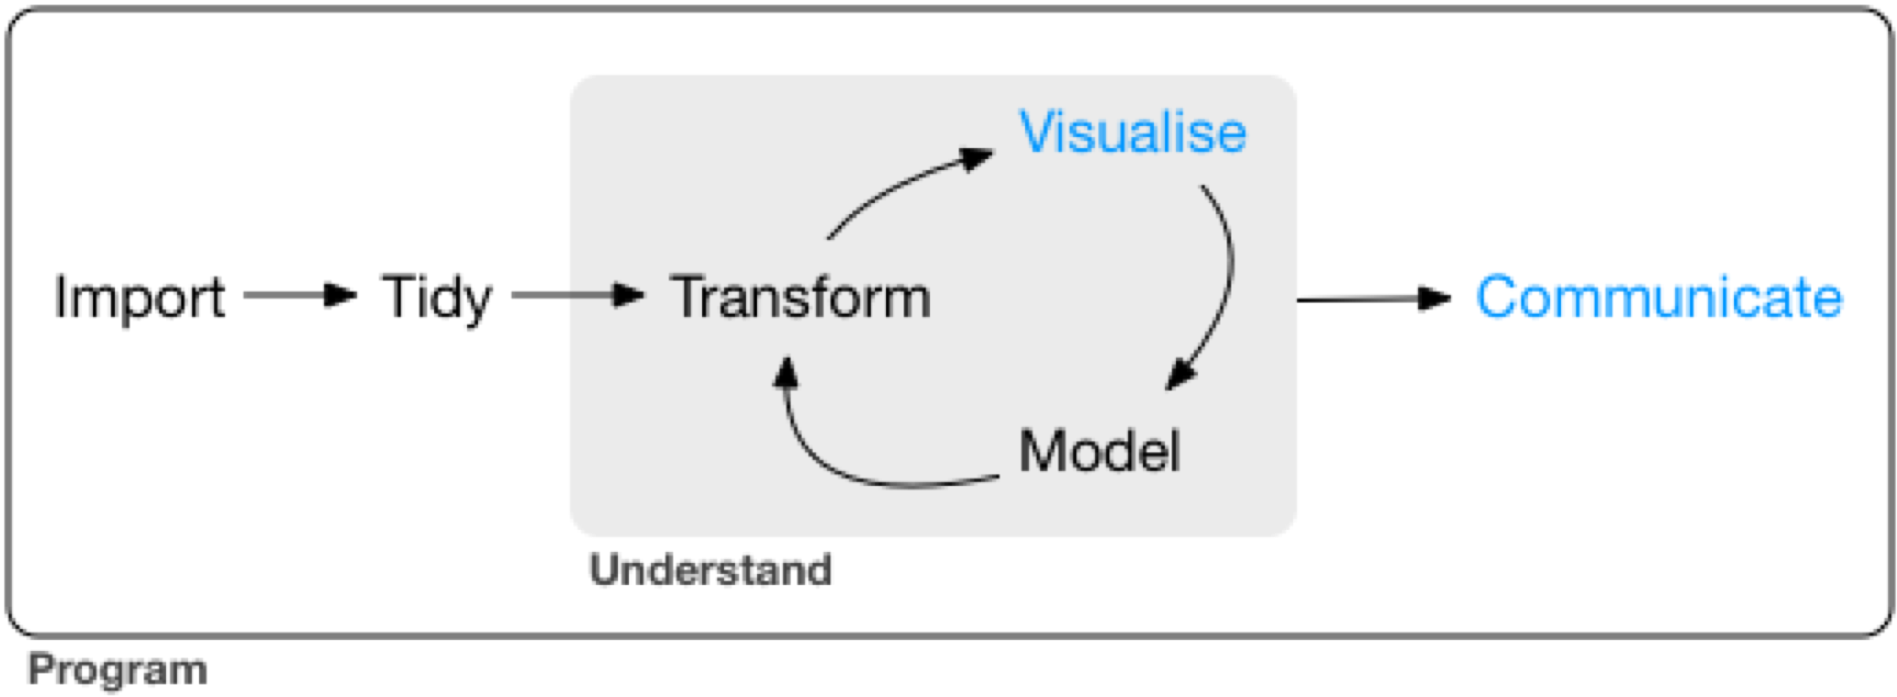 Visualise
Import
Tidy
Transform
Communicate
Model
Understand
Program